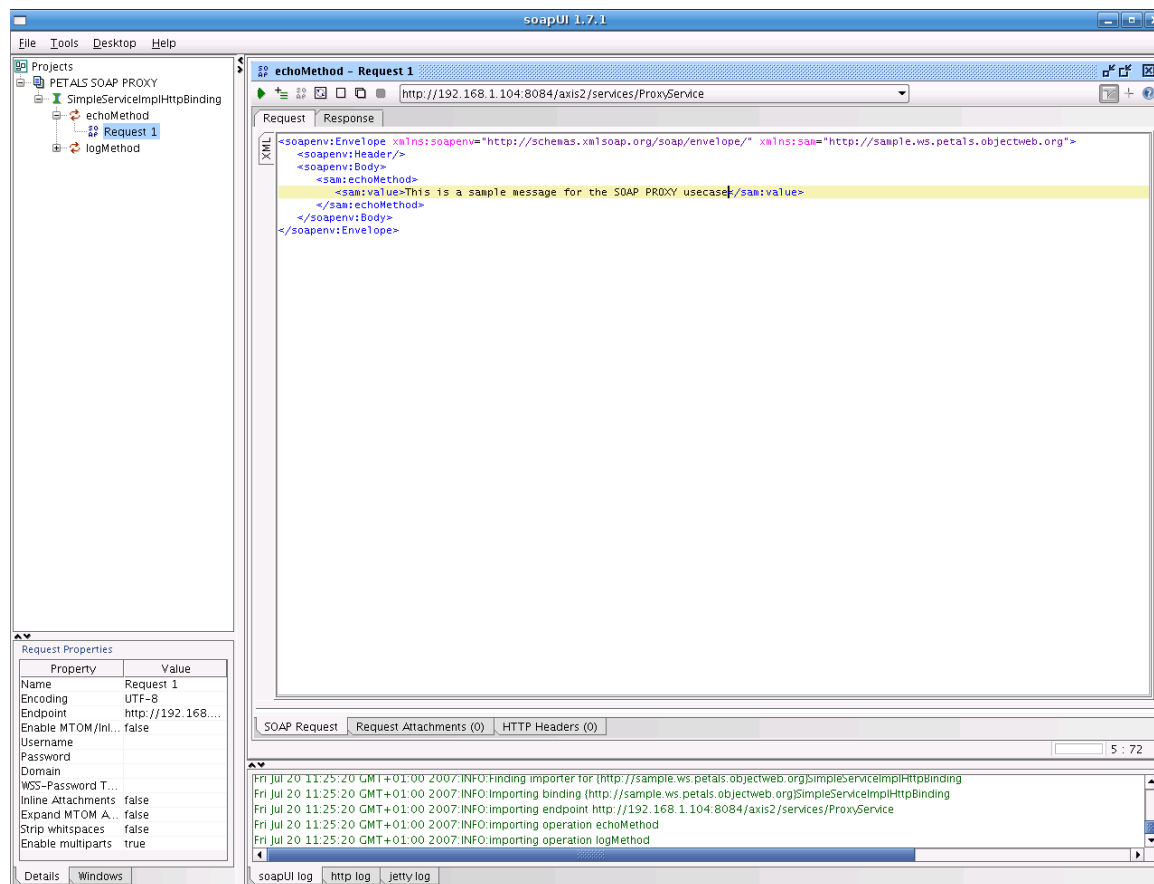 soapUI 1.7.1
File Tools Desktop Help
Projects
PETALS SOAP PROXY
SimpleServiceImplHttpBinding
echoMethod
Request 1
logMethod
echoMethod - Request 1
http://192.168.1.104:8084/axis2/services/ProxyService
Request Response
XML
<soapenv:Envelope xmlns:soapenv="http://schemas.xmlsoap.org/soap/envelope/" xmlns:sam="http://sample.ws.petals.objectweb.org">
<soapenv:Header/>
<soapenv:Body>
<sam:echoMethod>
<sam:value>This is a sample message for the SOAP PROXY usecase</sam:value>
</sam:echoMethod>
</soapenv:Body>
</soapenv:Envelope>
SOAP Request Request Attachments (0) HTTP Headers (0)
5 : 72
Request Properties
Property Value
Name Request 1
Encoding UTF-8
Endpoint http://192.168....
Enable MTOM/Inl... false
Username
Password
Domain
WSS-Password T...
Inline Attachments false
Expand MTOM A... false
Strip whitspaces false
Enable multiparts true
Details Windows
Fri Jul 20 11:25:20 GMT+01:00 2007:INFO:Finding importer for {http://sample.ws.petals.objectweb.org}SimpleServiceImplHttpBinding
Fri Jul 20 11:25:20 GMT+01:00 2007:INFO:Importing binding {http://sample.ws.petals.objectweb.org}SimpleServiceImplHttpBinding
Fri Jul 20 11:25:20 GMT+01:00 2007:INFO:importing endpoint http://192.168.1.104:8084/axis2/services/ProxyService
Fri Jul 20 11:25:20 GMT+01:00 2007:INFO:importing operation echoMethod
Fri Jul 20 11:25:20 GMT+01:00 2007:INFO:importing operation logMethod
soapUI log http log jetty log